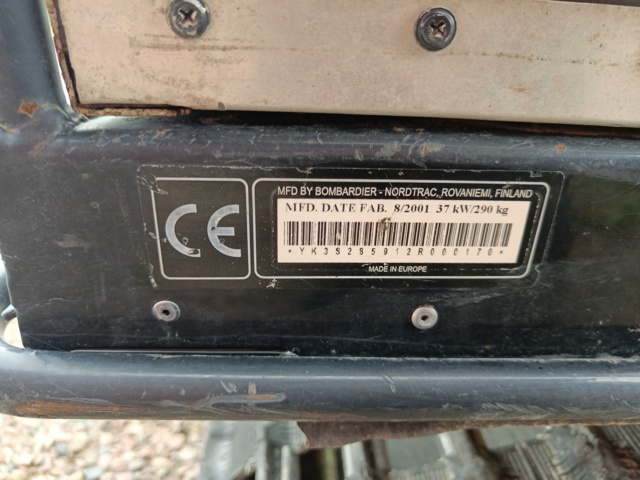 MFD BY BOMBARDIER - NORDTRAC, ROVANIEMI, FINLAND
MFD. DATE FAB. 8/2001 37 kW/290 kg
*YK3S2S5912R000170*
MADE IN EUROPE
CE